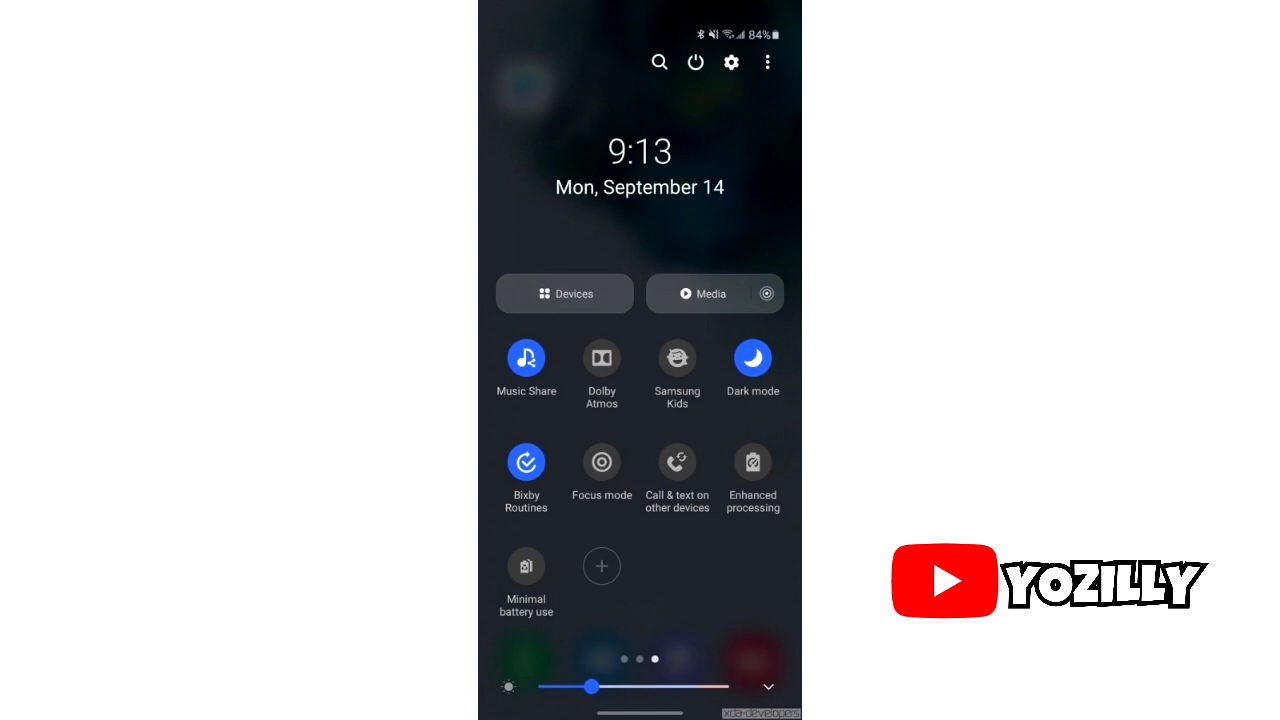 84%
9:13
Mon, September 14
Devices
Media
Music Share
Dolby
Atmos
Samsung
Kids
Dark mode
Bixby
Routines
Focus mode
Call & text on
other devices
Enhanced
processing
Minimal
battery use
YOZILLY
xda-developers